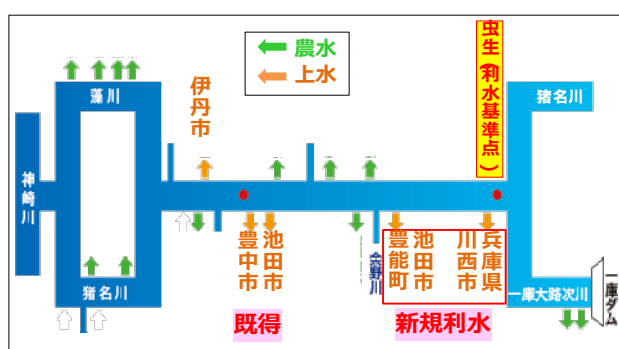 農水
上水
虫生（利水基準点）
藻川
伊丹市
猪名川
神崎川
豊中市
池田市
余野川
豊能町
池田市
川西市
兵庫県
一庫ダム
猪名川
一庫大路次川
既得
新規利水